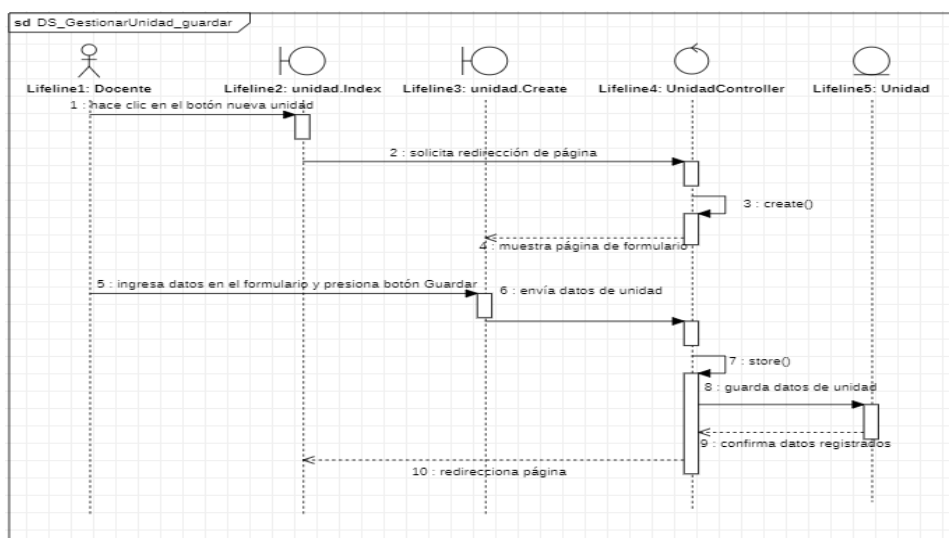 sd DS_GestionarUnidad_guardar
Lifeline1: Docente
Lifeline2: unidad.Index
Lifeline3: unidad.Create
Lifeline4: UnidadController
Lifeline5: Unidad
1 : hace clic en el botón nueva unidad
2 : solicita redirección de página
3 : create()
4 : muestra página de formulario
5 : ingresa datos en el formulario y presiona botón Guardar
6 : envía datos de unidad
7 : store()
8 : guarda datos de unidad
9 : confirma datos registrados
10 : redirecciona página